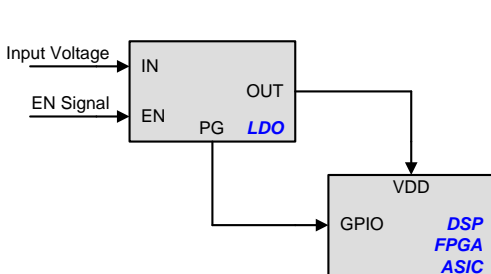 Input Voltage
IN
EN Signal
EN
OUT
PG
LDO
VDD
GPIO
DSP
FPGA
ASIC